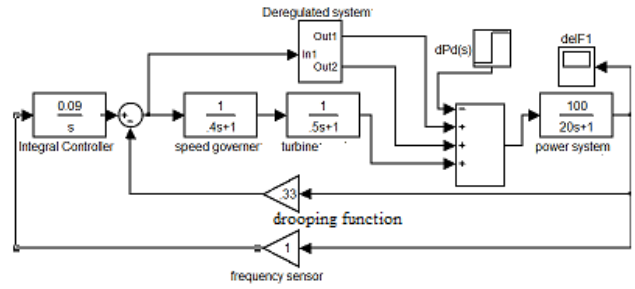 Deregulated system
Out1
In1
Out2
dPd(s)
delF1
0.09
s
Integral Controller
+
-
1
.4s+1
speed governer
1
.5s+1
turbine
-
+
+
+
100
20s+1
power system
.33
drooping function
1
frequency sensor